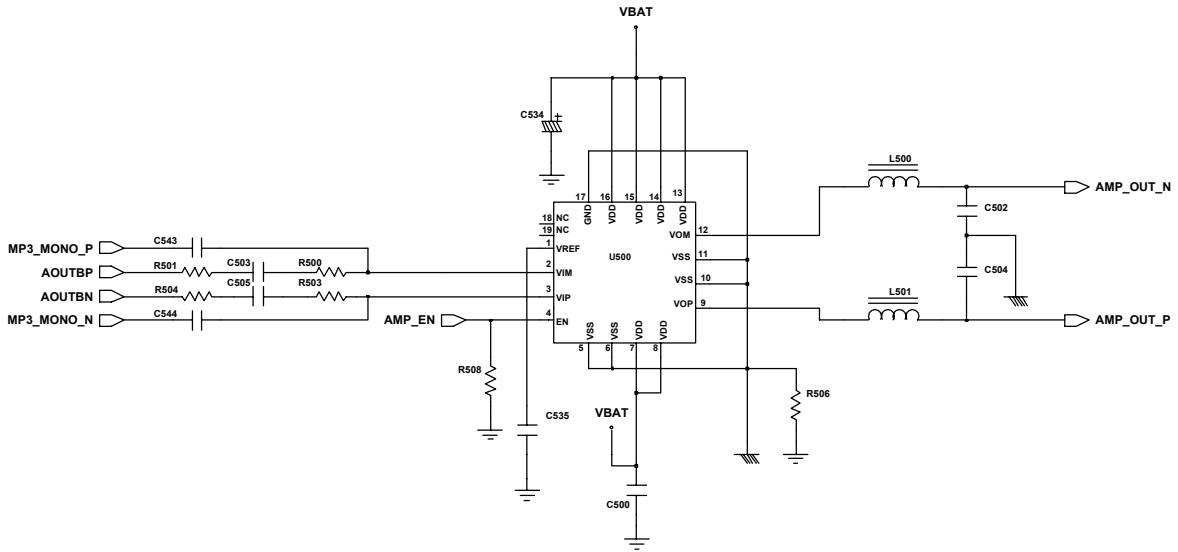 VBAT
C534
+
17
16
15
14
13
GND
VDD
VDD
VDD
VDD
18 NC
19 NC
1 VREF
2 VIM
3 VIP
4 EN
U500
VOM 12
VSS 11
VSS 10
VOP 9
VSS
VSS
VDD
VDD
5
6
7
8
MP3_MONO_P
C543
AOUTBP
R501
C503
R500
AOUTBN
R504
C505
R503
MP3_MONO_N
C544
AMP_EN
R508
C535
VBAT
C500
R506
L500
AMP_OUT_N
C502
C504
L501
AMP_OUT_P